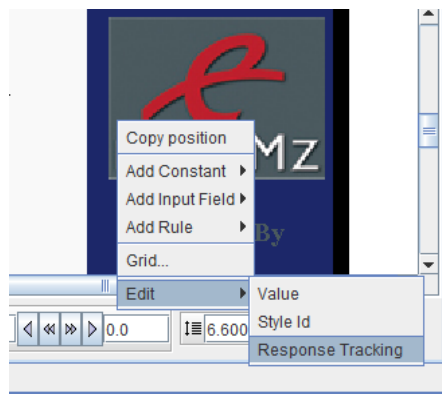 e
Copy position
MZ
Add Constant
Add Input Field
Add Rule
By
Grid...
Edit
Value
Style Id
Response Tracking
0.0
6.600